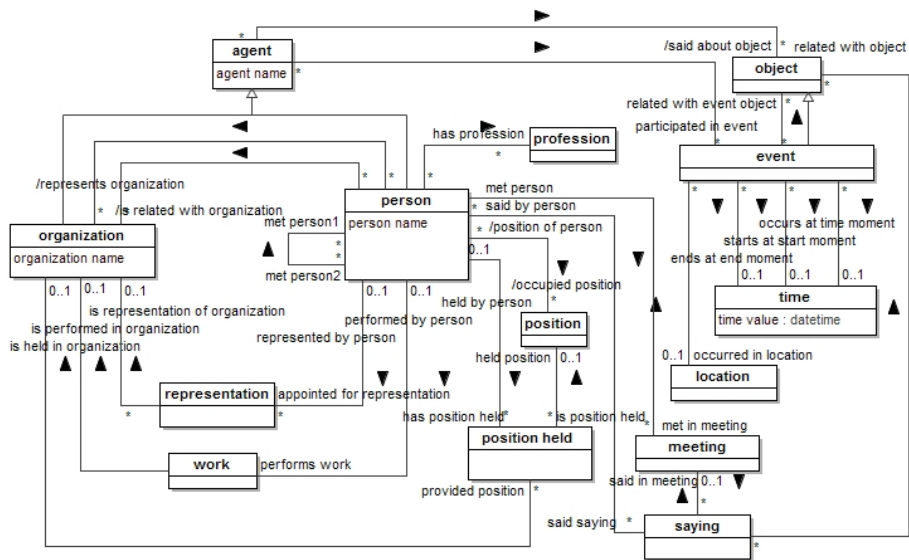 agent
agent name
*
*
/said about object
*
related with object
object
*
related with event object
*
participated in event
*
*
event
has profession
*
profession
*
/represents organization
*
*
*
/is related with organization
*
*
organization
organization name
person
person name
met person1
*
*
met person2
met person
*
said by person
*
/position of person
0..1
/occupied position
*
held by person
position
held position
0..1
*
*
*
*
occurs at time moment
starts at start moment
ends at end moment
0..1
0..1
0..1
time
time value : datetime
0..1
occurred in location
location
0..1
0..1
0..1
0..1
0..1
is representation of organization
is performed in organization
is held in organization
performed by person
represented by person
representation
appointed for representation
*
*
work
performs work
has position held
*
*
is position held
position held
provided position
*
*
met in meeting
meeting
said in meeting
0..1
*
said saying
*
saying
*